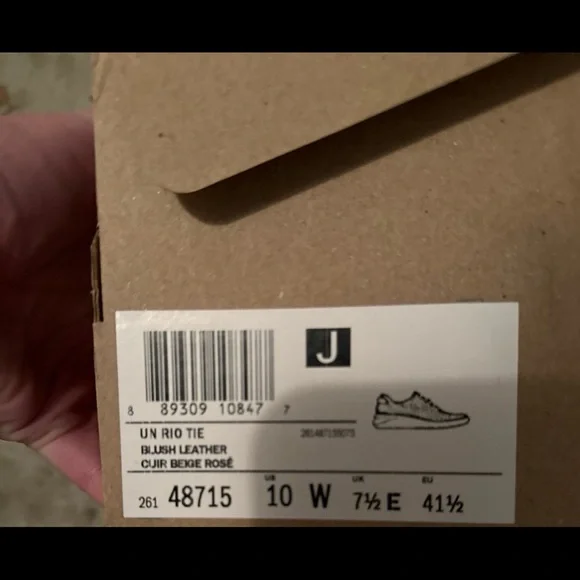 J
8 89309 10847 7
UN RIO TIE
BLUSH LEATHER
CUIR BEIGE ROSÉ
261 48715 US 10 W UK 7½ E EU 41½